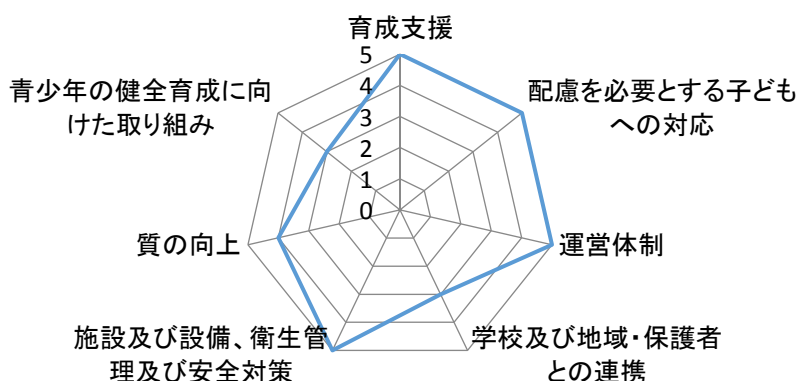 育成支援
5
4
3
2
1
0
配慮を必要とする子ども
への対応
運営体制
学校及び地域・保護者
との連携
施設及び設備、衛生管
理及び安全対策
質の向上
青少年の健全育成に向
けた取り組み